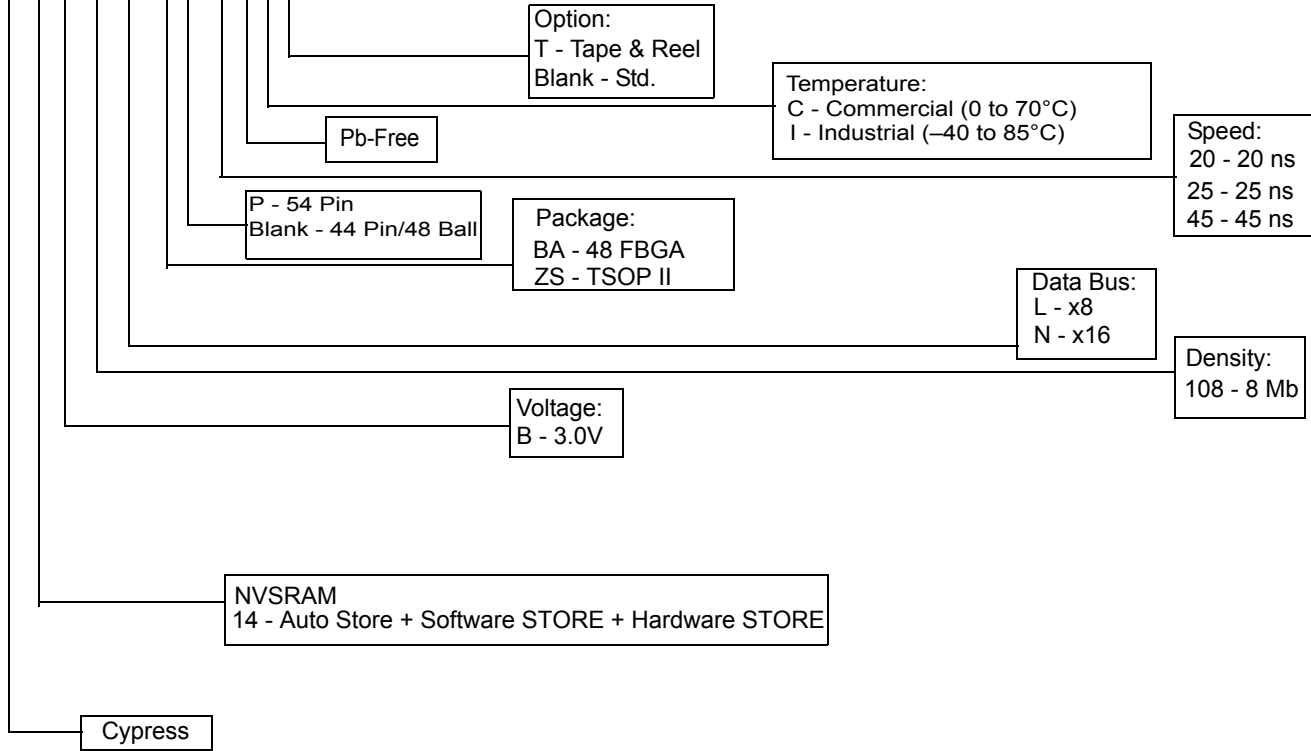 Option:
T - Tape & Reel
Blank - Std.
Temperature:
C - Commercial (0 to 70°C)
I - Industrial (–40 to 85°C)
Pb-Free
Speed:
20 - 20 ns
25 - 25 ns
45 - 45 ns
P - 54 Pin
Blank - 44 Pin/48 Ball
Package:
BA - 48 FBGA
ZS - TSOP II
Data Bus:
L - x8
N - x16
Density:
108 - 8 Mb
Voltage:
B - 3.0V
NVSRAM
14 - Auto Store + Software STORE + Hardware STORE
Cypress